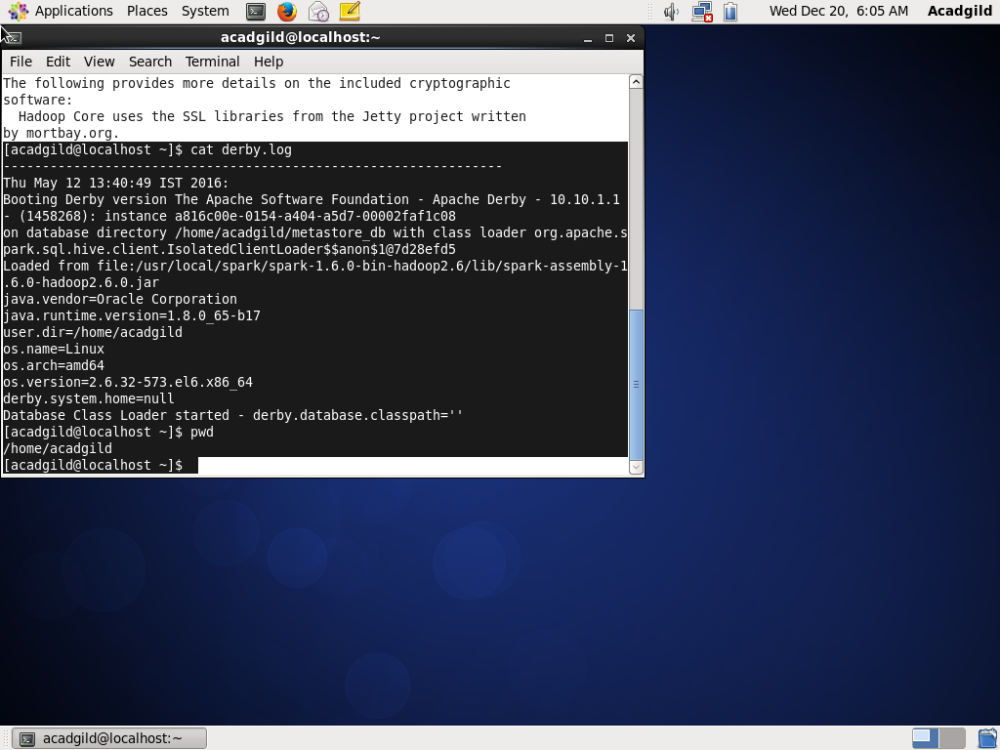 Applications Places System Wed Dec 20, 6:05 AM Acadgild
acadgild@localhost:~
File Edit View Search Terminal Help
The following provides more details on the included cryptographic
software:
  Hadoop Core uses the SSL libraries from the Jetty project written
by mortbay.org.
[acadgild@localhost ~]$ cat derby.log
----------------------------------------------------------------
Thu May 12 13:40:49 IST 2016:
Booting Derby version The Apache Software Foundation - Apache Derby - 10.10.1.1
- (1458268): instance a816c00e-0154-a404-a5d7-00002faf1c08
on database directory /home/acadgild/metastore_db with class loader org.apache.s
park.sql.hive.client.IsolatedClientLoader$$anon$1@7d28efd5
Loaded from file:/usr/local/spark/spark-1.6.0-bin-hadoop2.6/lib/spark-assembly-1
.6.0-hadoop2.6.0.jar
java.vendor=Oracle Corporation
java.runtime.version=1.8.0_65-b17
user.dir=/home/acadgild
os.name=Linux
os.arch=amd64
os.version=2.6.32-573.el6.x86_64
derby.system.home=null
Database Class Loader started - derby.database.classpath=''
[acadgild@localhost ~]$ pwd
/home/acadgild
[acadgild@localhost ~]$
acadgild@localhost:~